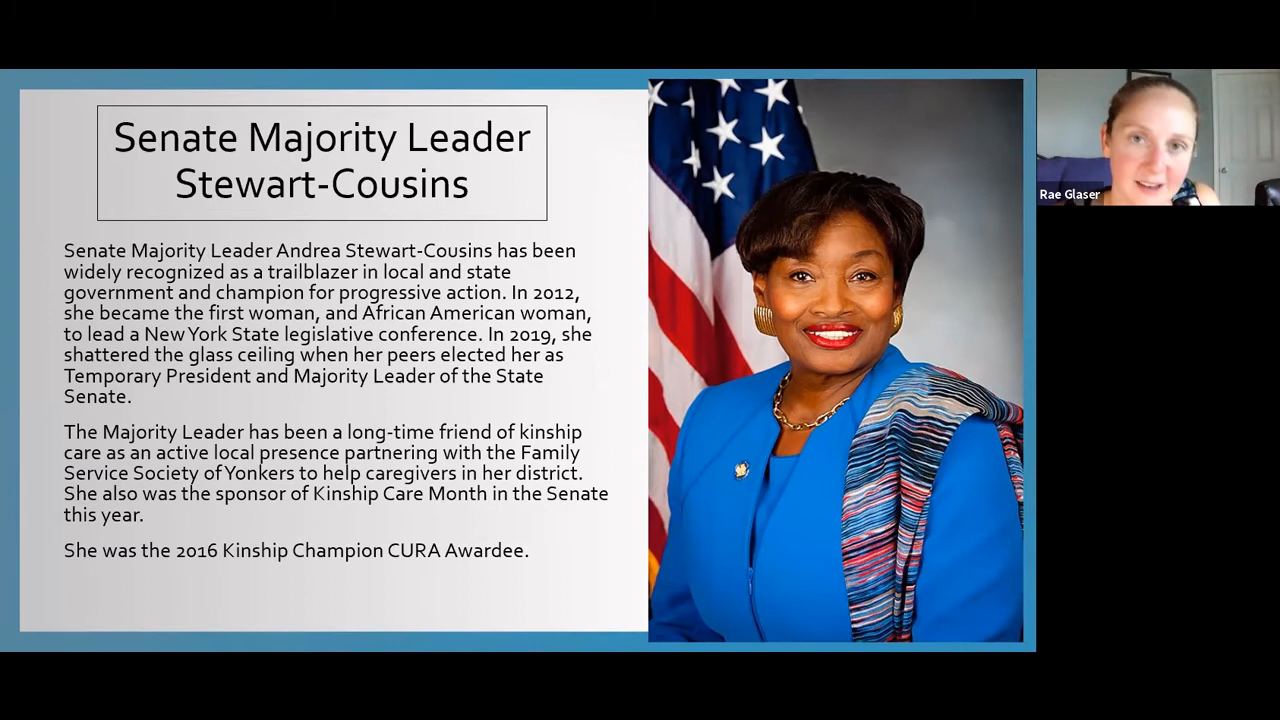 Senate Majority Leader
Stewart-Cousins
Senate Majority Leader Andrea Stewart-Cousins has been
widely recognized as a trailblazer in local and state
government and champion for progressive action. In 2012,
she became the first woman, and African American woman,
to lead a New York State legislative conference. In 2019, she
shattered the glass ceiling when her peers elected her as
Temporary President and Majority Leader of the State
Senate.
The Majority Leader has been a long-time friend of kinship
care as an active local presence partnering with the Family
Service Society of Yonkers to help caregivers in her district.
She also was the sponsor of Kinship Care Month in the Senate
this year.
She was the 2016 Kinship Champion CURA Awardee.
Rae Glaser